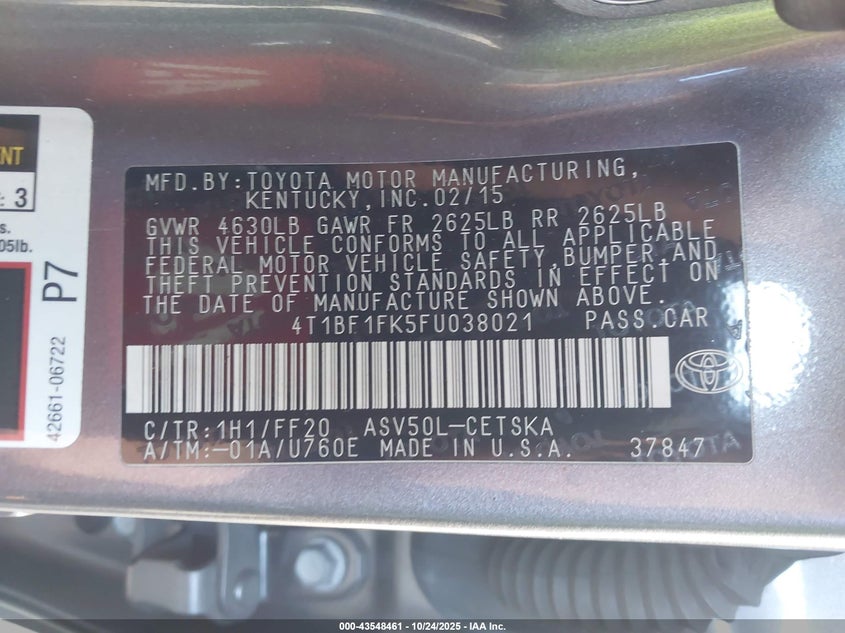 ENT
: 3
s.
05lb.
P7
42661-06722
MFD.BY:TOYOTA MOTOR MANUFACTURING,
KENTUCKY,INC.02/15
GVWR 4630LB GAWR FR 2625LB RR 2625LB
THIS VEHICLE CONFORMS TO ALL APPLICABLE
FEDERAL MOTOR VEHICLE SAFETY,BUMPER,AND
THEFT PREVENTION STANDARDS IN EFFECT ON
THE DATE OF MANUFACTURE SHOWN ABOVE.
4T1BF1FK5FU038021 PASS.CAR
C/TR:1H1/FF20 ASV50L-CETSKA
A/TM:-01A/U760E MADE IN U.S.A. 37847
000-43548461 - 10/24/2025 - IAA Inc.